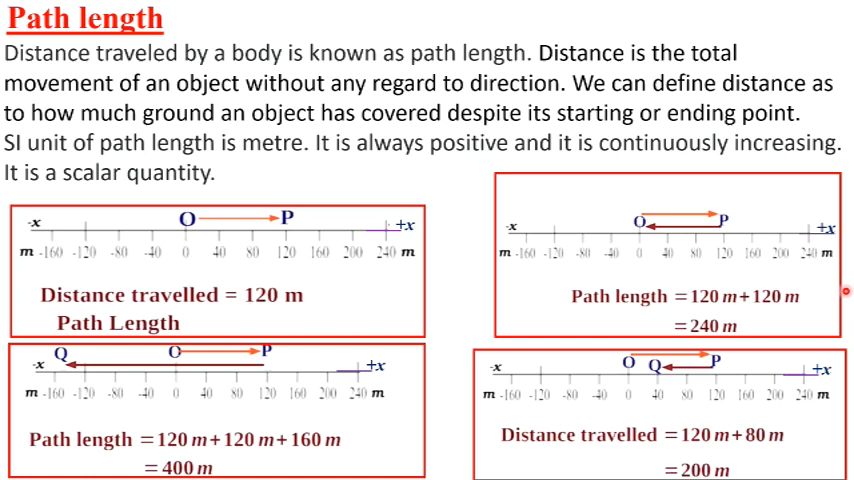 Path length
Distance traveled by a body is known as path length. Distance is the total
movement of an object without any regard to direction. We can define distance as
to how much ground an object has covered despite its starting or ending point.
SI unit of path length is metre. It is always positive and it is continuously increasing.
It is a scalar quantity.
O P
-x +x
m -160 -120 -80 -40 0 40 80 120 160 200 240 m
Distance travelled = 120 m
Path Length
O P
-x +x
m -160 -120 -80 -40 0 40 80 120 160 200 240 m
Path length = 120 m + 120 m
= 240 m
Q O P
-x +x
m -160 -120 -80 -40 0 40 80 120 160 200 240 m
Path length = 120 m + 120 m + 160 m
= 400 m
O Q P
-x +x
m -160 -120 -80 -40 0 40 80 120 160 200 240 m
Distance travelled = 120 m + 80 m
= 200 m